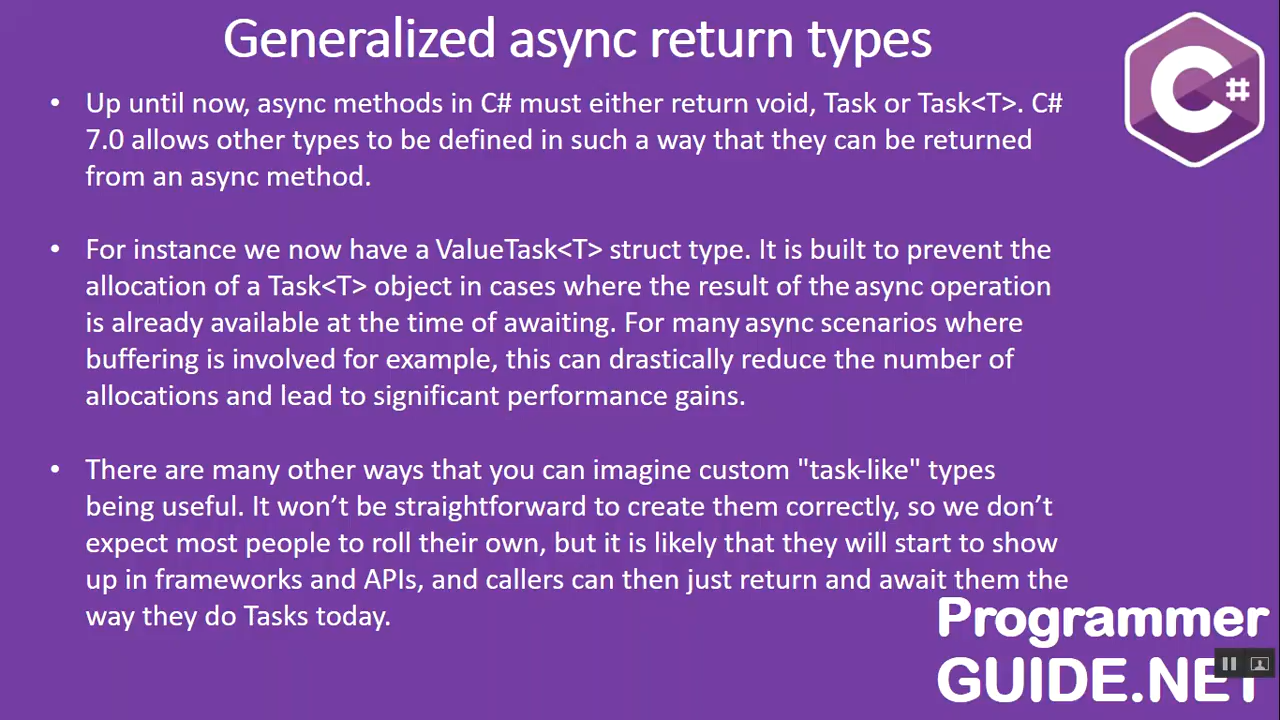 Generalized async return types
C#
• Up until now, async methods in C# must either return void, Task or Task<T>. C#
7.0 allows other types to be defined in such a way that they can be returned
from an async method.
• For instance we now have a ValueTask<T> struct type. It is built to prevent the
allocation of a Task<T> object in cases where the result of the async operation
is already available at the time of awaiting. For many async scenarios where
buffering is involved for example, this can drastically reduce the number of
allocations and lead to significant performance gains.
• There are many other ways that you can imagine custom "task-like" types
being useful. It won’t be straightforward to create them correctly, so we don’t
expect most people to roll their own, but it is likely that they will start to show
up in frameworks and APIs, and callers can then just return and await them the
way they do Tasks today.
Programmer
GUIDE.NET